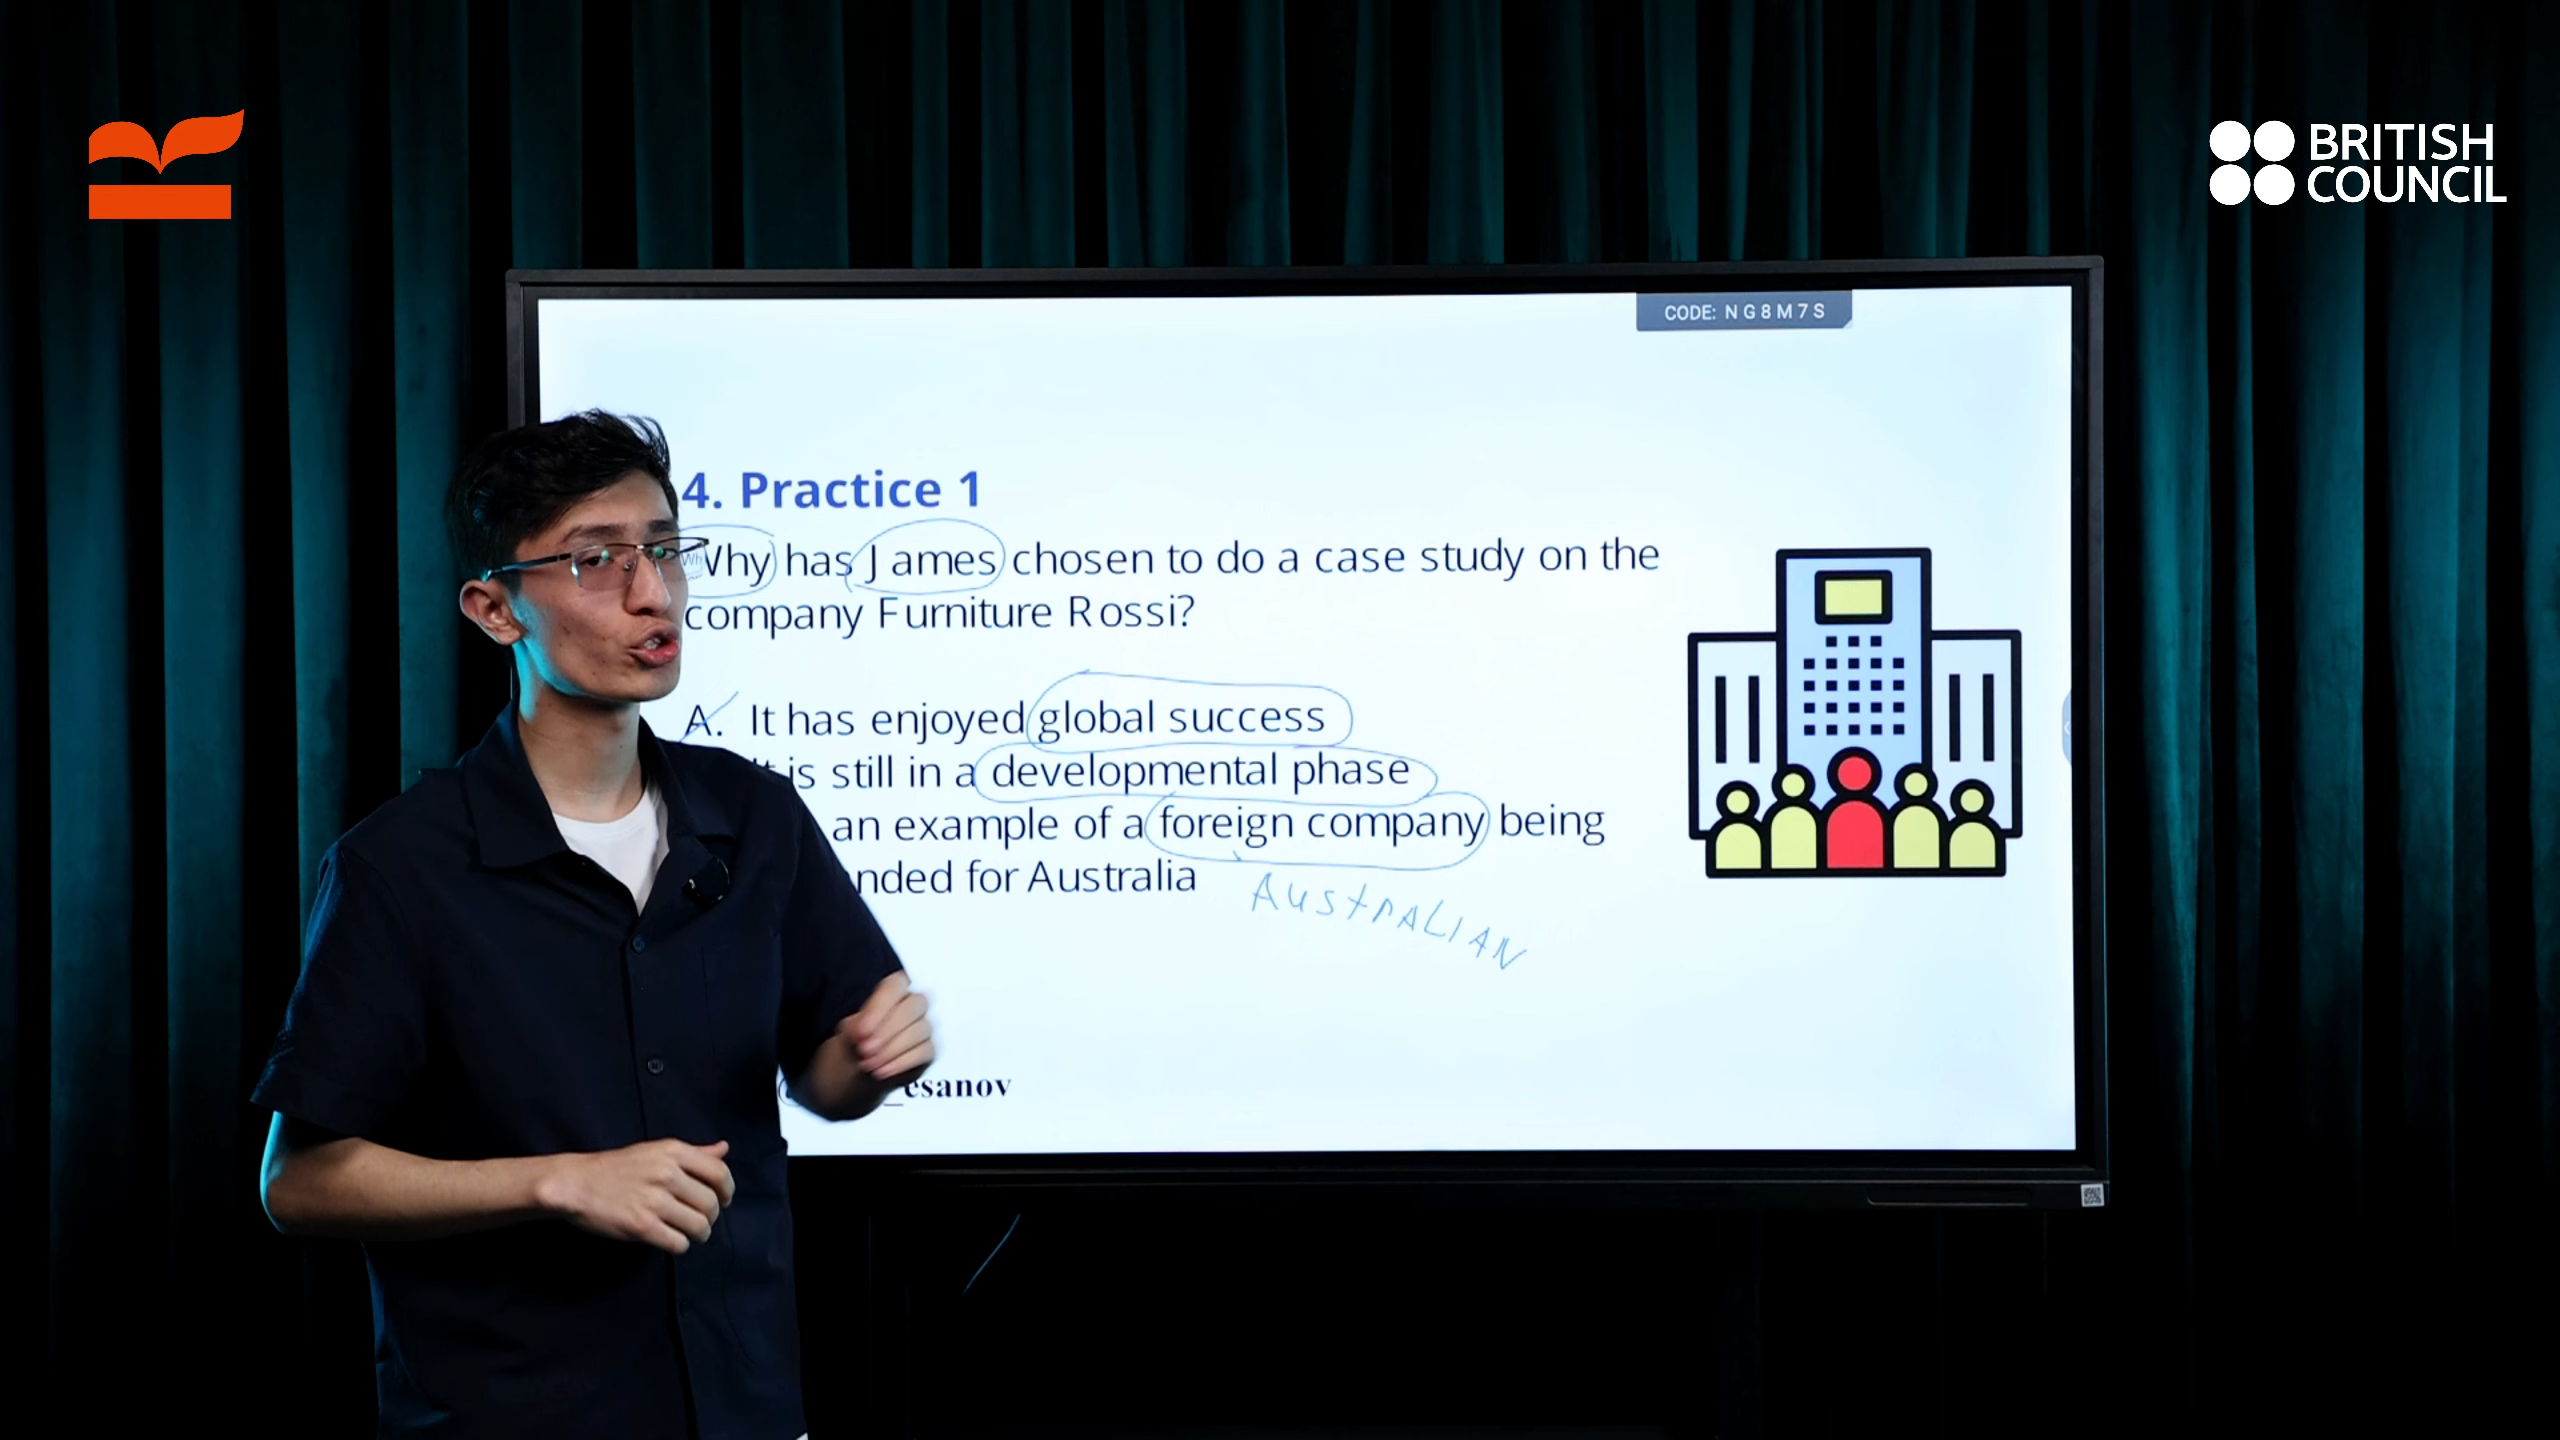 BRITISH
COUNCIL
CODE: NG8M7S
4. Practice 1
Why has James chosen to do a case study on the
company Furniture Rossi?
A. It has enjoyed global success
is still in a developmental phase
an example of a foreign company being
for Australia
AUSTRALIAN
esanov